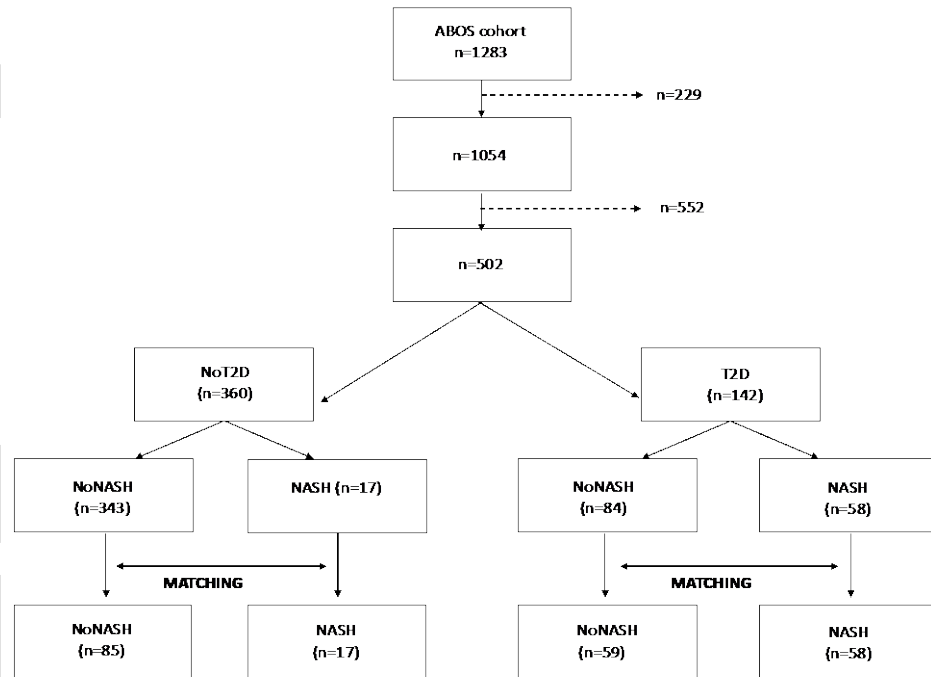 ABOS cohort
n=1283
n=229
n=1054
n=552
n=502
NoT2D
(n=360)
T2D
(n=142)
NoNASH
(n=343)
NASH (n=17)
NoNASH
(n=84)
NASH
(n=58)
MATCHING
MATCHING
NoNASH
(n=85)
NASH
(n=17)
NoNASH
(n=59)
NASH
(n=58)